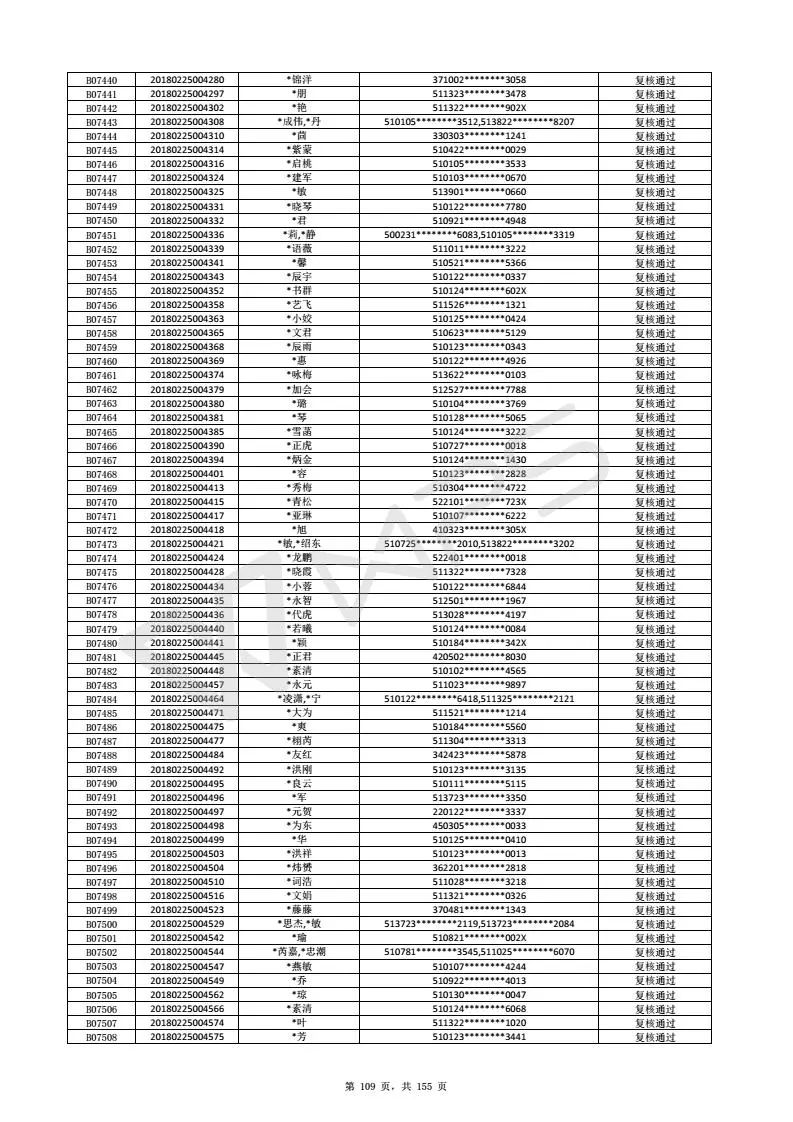 B07440 20180225004280 *锦洋 371002********3058 复核通过
B07441 20180225004297 *朋 511323********3478 复核通过
B07442 20180225004302 *艳 511322********902X 复核通过
B07443 20180225004308 *成伟,*丹 510105********3512,513822********8207 复核通过
B07444 20180225004310 *茴 330303********1241 复核通过
B07445 20180225004314 *紫蒙 510422********0029 复核通过
B07446 20180225004316 *启桃 510105********3533 复核通过
B07447 20180225004324 *建军 510103********0670 复核通过
B07448 20180225004325 *敏 513901********0660 复核通过
B07449 20180225004331 *晓琴 510122********7780 复核通过
B07450 20180225004332 *君 510921********4948 复核通过
B07451 20180225004336 *莉,*静 500231********6083,510105********3319 复核通过
B07452 20180225004339 *语薇 511011********3222 复核通过
B07453 20180225004341 *馨 510521********5366 复核通过
B07454 20180225004343 *辰宇 510122********0337 复核通过
B07455 20180225004352 *书群 510124********602X 复核通过
B07456 20180225004358 *艺飞 511526********1321 复核通过
B07457 20180225004363 *小姣 510125********0424 复核通过
B07458 20180225004365 *文君 510623********5129 复核通过
B07459 20180225004368 *辰雨 510123********0343 复核通过
B07460 20180225004369 *惠 510122********4926 复核通过
B07461 20180225004374 *咏梅 513622********0103 复核通过
B07462 20180225004379 *加会 512527********7788 复核通过
B07463 20180225004380 *璐 510104********3769 复核通过
B07464 20180225004381 *琴 510128********5065 复核通过
B07465 20180225004385 *雪菡 510124********3222 复核通过
B07466 20180225004390 *正虎 510727********0018 复核通过
B07467 20180225004394 *炳金 510124********1430 复核通过
B07468 20180225004401 *容 510123********2828 复核通过
B07469 20180225004413 *秀梅 510304********4722 复核通过
B07470 20180225004415 *青松 522101********723X 复核通过
B07471 20180225004417 *亚琳 510107********6222 复核通过
B07472 20180225004418 *旭 410323********305X 复核通过
B07473 20180225004421 *敏,*绍东 510725********2010,513822********3202 复核通过
B07474 20180225004424 *龙鹏 522401********0018 复核通过
B07475 20180225004428 *晓霞 511322********7328 复核通过
B07476 20180225004434 *小蓉 510122********6844 复核通过
B07477 20180225004435 *永智 512501********1967 复核通过
B07478 20180225004436 *代虎 513028********4197 复核通过
B07479 20180225004440 *若曦 510124********0084 复核通过
B07480 20180225004441 *颖 510184********342X 复核通过
B07481 20180225004445 *正君 420502********8030 复核通过
B07482 20180225004448 *素清 510102********4565 复核通过
B07483 20180225004457 *永元 511023********9897 复核通过
B07484 20180225004464 *凌潇,*宁 510122********6418,511325********2121 复核通过
B07485 20180225004471 *大为 511521********1214 复核通过
B07486 20180225004475 *爽 510184********5560 复核通过
B07487 20180225004477 *栩芮 511304********3313 复核通过
B07488 20180225004484 *友红 342423********5878 复核通过
B07489 20180225004492 *洪刚 510123********3135 复核通过
B07490 20180225004495 *良云 510111********5115 复核通过
B07491 20180225004496 *军 513723********3350 复核通过
B07492 20180225004497 *元贺 220122********3337 复核通过
B07493 20180225004498 *为东 450305********0033 复核通过
B07494 20180225004499 *华 510125********0410 复核通过
B07495 20180225004503 *洪祥 510123********0013 复核通过
B07496 20180225004504 *炜赟 362201********2818 复核通过
B07497 20180225004510 *词浩 511028********3218 复核通过
B07498 20180225004516 *文娟 511321********0326 复核通过
B07499 20180225004523 *藤藤 370481********1343 复核通过
B07500 20180225004529 *思杰,*敏 513723********2119,513723********2084 复核通过
B07501 20180225004542 *瑜 510821********002X 复核通过
B07502 20180225004544 *芮嘉,*忠潮 510781********3545,511025********6070 复核通过
B07503 20180225004547 *燕敏 510107********4244 复核通过
B07504 20180225004549 *乔 510922********4013 复核通过
B07505 20180225004562 *琼 510130********0047 复核通过
B07506 20180225004566 *素清 510124********6068 复核通过
B07507 20180225004574 *叶 511322********1020 复核通过
B07508 20180225004575 *芳 510123********3441 复核通过
第 109 页，共 155 页